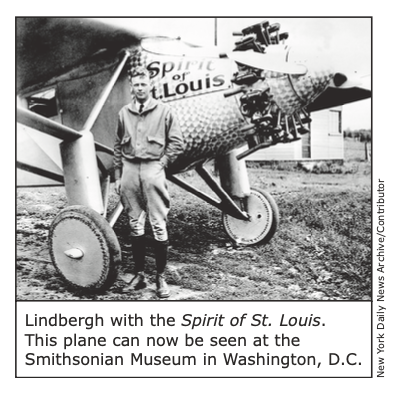 Spirit
of
St. Louis
Lindbergh with the Spirit of St. Louis.
This plane can now be seen at the
Smithsonian Museum in Washington, D.C.
New York Daily News Archive/Contributor